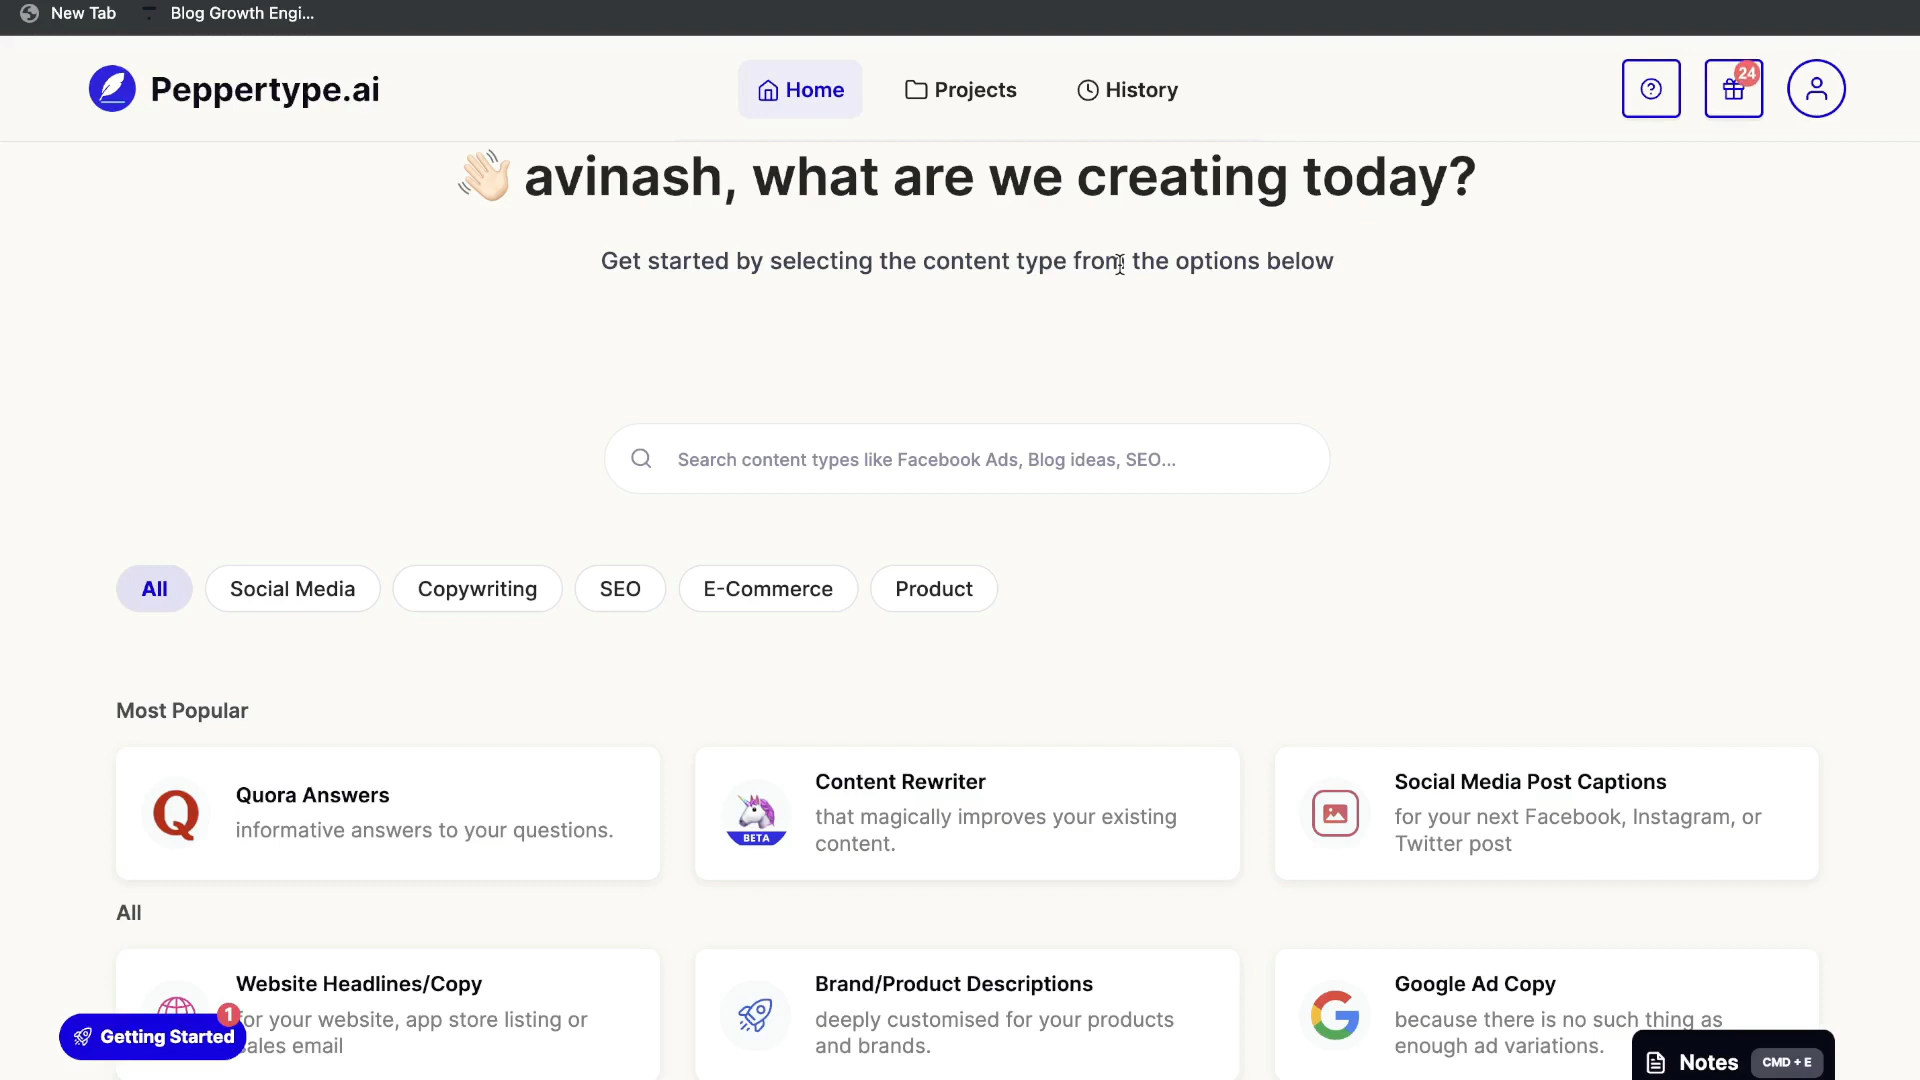 New Tab
Blog Growth Engi...
Peppertype.ai
Home
Projects
History
24
avinash, what are we creating today?
Get started by selecting the content type from the options below
Search content types like Facebook Ads, Blog ideas, SEO...
All
Social Media
Copywriting
SEO
E-Commerce
Product
Most Popular
Quora Answers
informative answers to your questions.
BETA
Content Rewriter
that magically improves your existing
content.
Social Media Post Captions
for your next Facebook, Instagram, or
Twitter post
All
Website Headlines/Copy
for your website, app store listing or
sales email
Brand/Product Descriptions
deeply customised for your products
and brands.
Google Ad Copy
because there is no such thing as
enough ad variations.
Getting Started
1
Notes
CMD + E